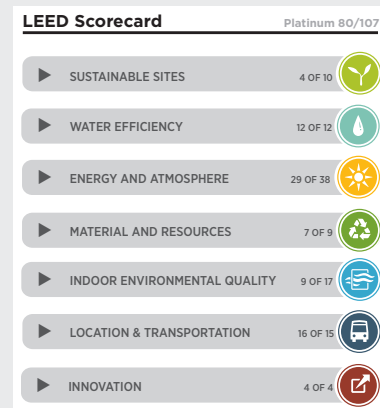 LEED Scorecard Platinum 80/107
SUSTAINABLE SITES 4 OF 10
WATER EFFICIENCY 12 OF 12
ENERGY AND ATMOSPHERE 29 OF 38
MATERIAL AND RESOURCES 7 OF 9
INDOOR ENVIRONMENTAL QUALITY 9 OF 17
LOCATION & TRANSPORTATION 16 OF 15
INNOVATION 4 OF 4